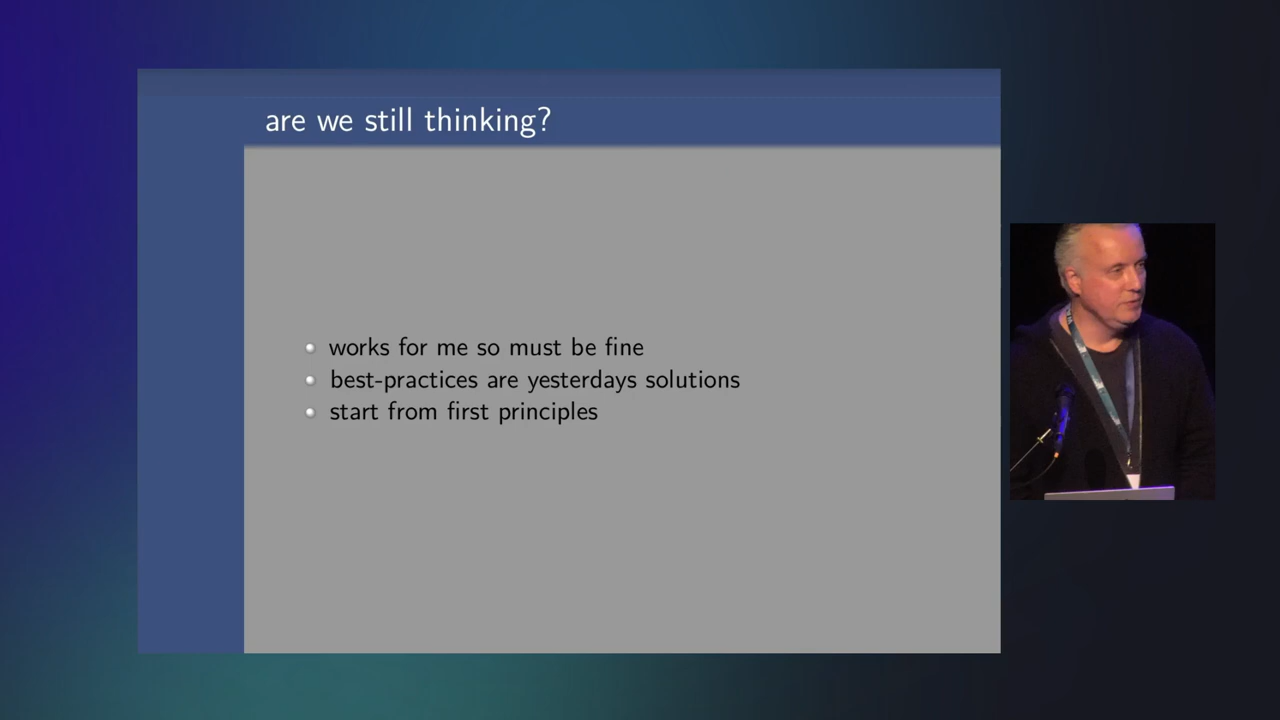 are we still thinking?
works for me so must be fine
best-practices are yesterdays solutions
start from first principles